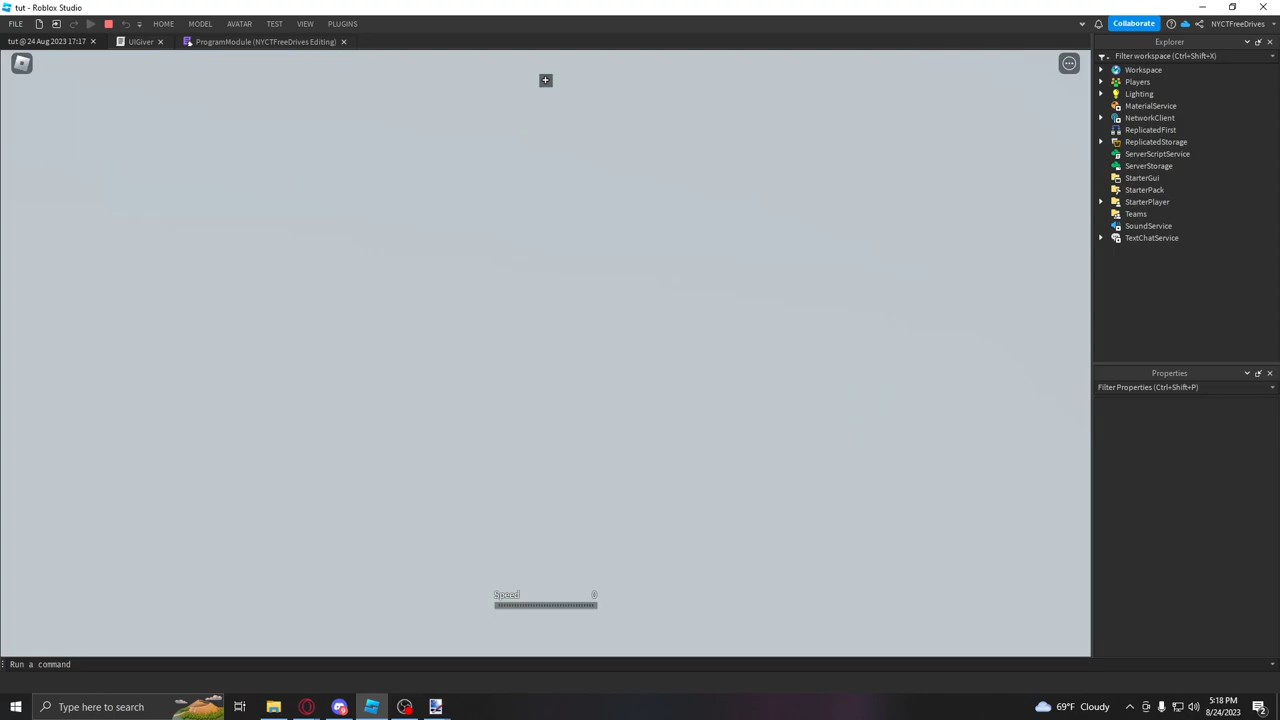 tut - Roblox Studio
FILE HOME MODEL AVATAR TEST VIEW PLUGINS Collaborate NYCTFreeDrives
tut @ 24 Aug 2023 17:17 UIGiver ProgramModule (NYCTFreeDrives Editing)
Explorer
Filter workspace (Ctrl+Shift+X)
Workspace
Players
Lighting
MaterialService
NetworkClient
ReplicatedFirst
ReplicatedStorage
ServerScriptService
ServerStorage
StarterGui
StarterPack
StarterPlayer
Teams
SoundService
TextChatService
Properties
Filter Properties (Ctrl+Shift+P)
Speed 0
Run a command
Type here to search
69°F Cloudy
5:18 PM
8/24/2023
2